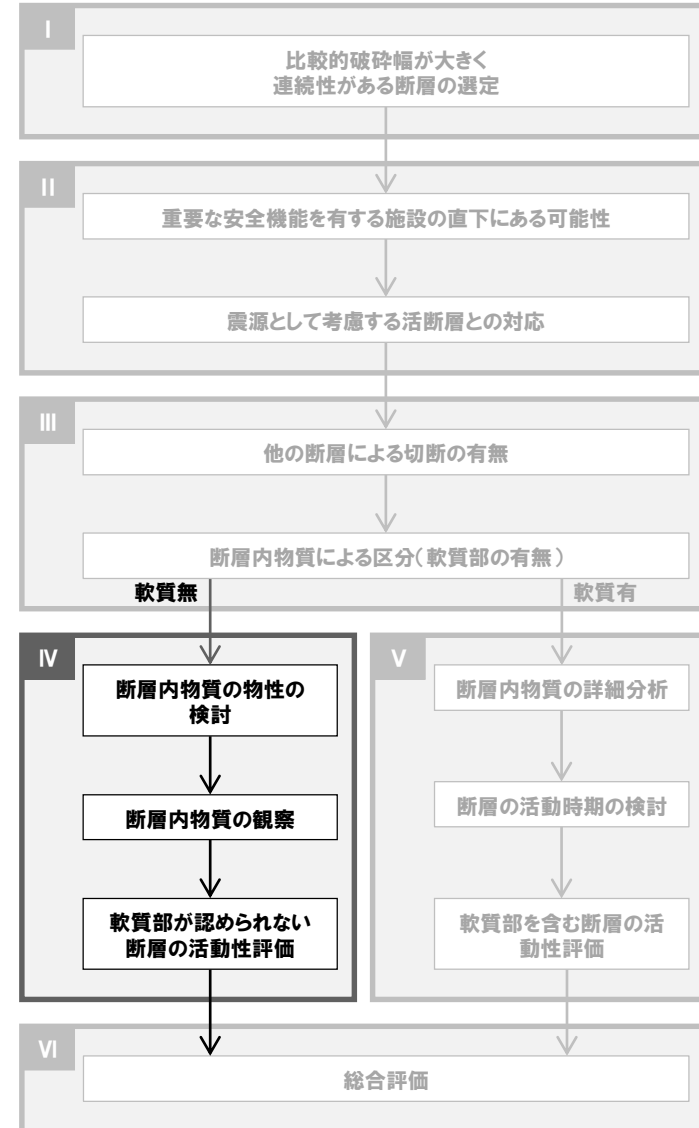 I
比較的破砕幅が大きく
連続性がある断層の選定
II
重要な安全機能を有する施設の直下にある可能性
震源として考慮する活断層との対応
III
他の断層による切断の有無
断層内物質による区分(軟質部の有無)
軟質無
軟質有
IV
断層内物質の物性の
検討
断層内物質の観察
軟質部が認められない
断層の活動性評価
V
断層内物質の詳細分析
断層の活動時期の検討
軟質部を含む断層の活
動性評価
VI
総合評価